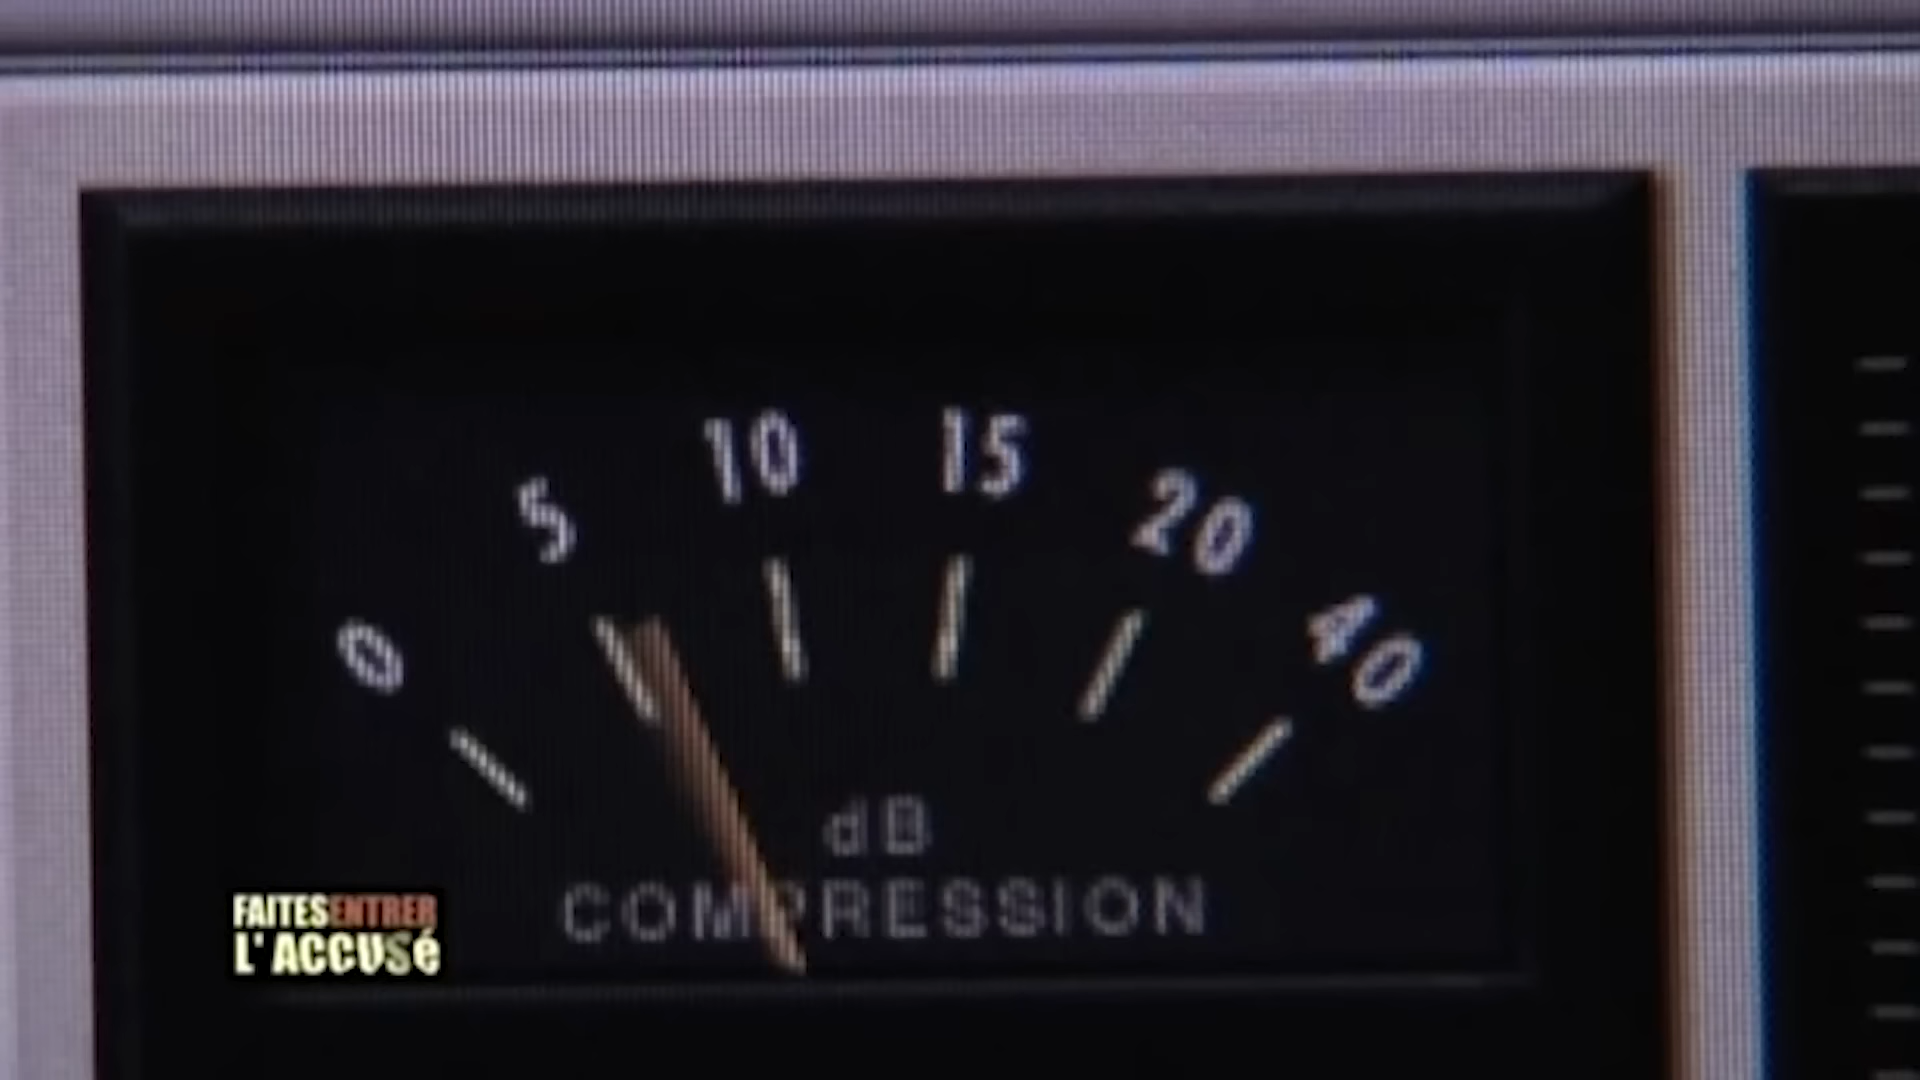 0 5 10 15 20 40
dB
COMPRESSION
FAITES ENTRER
L'ACCUSé